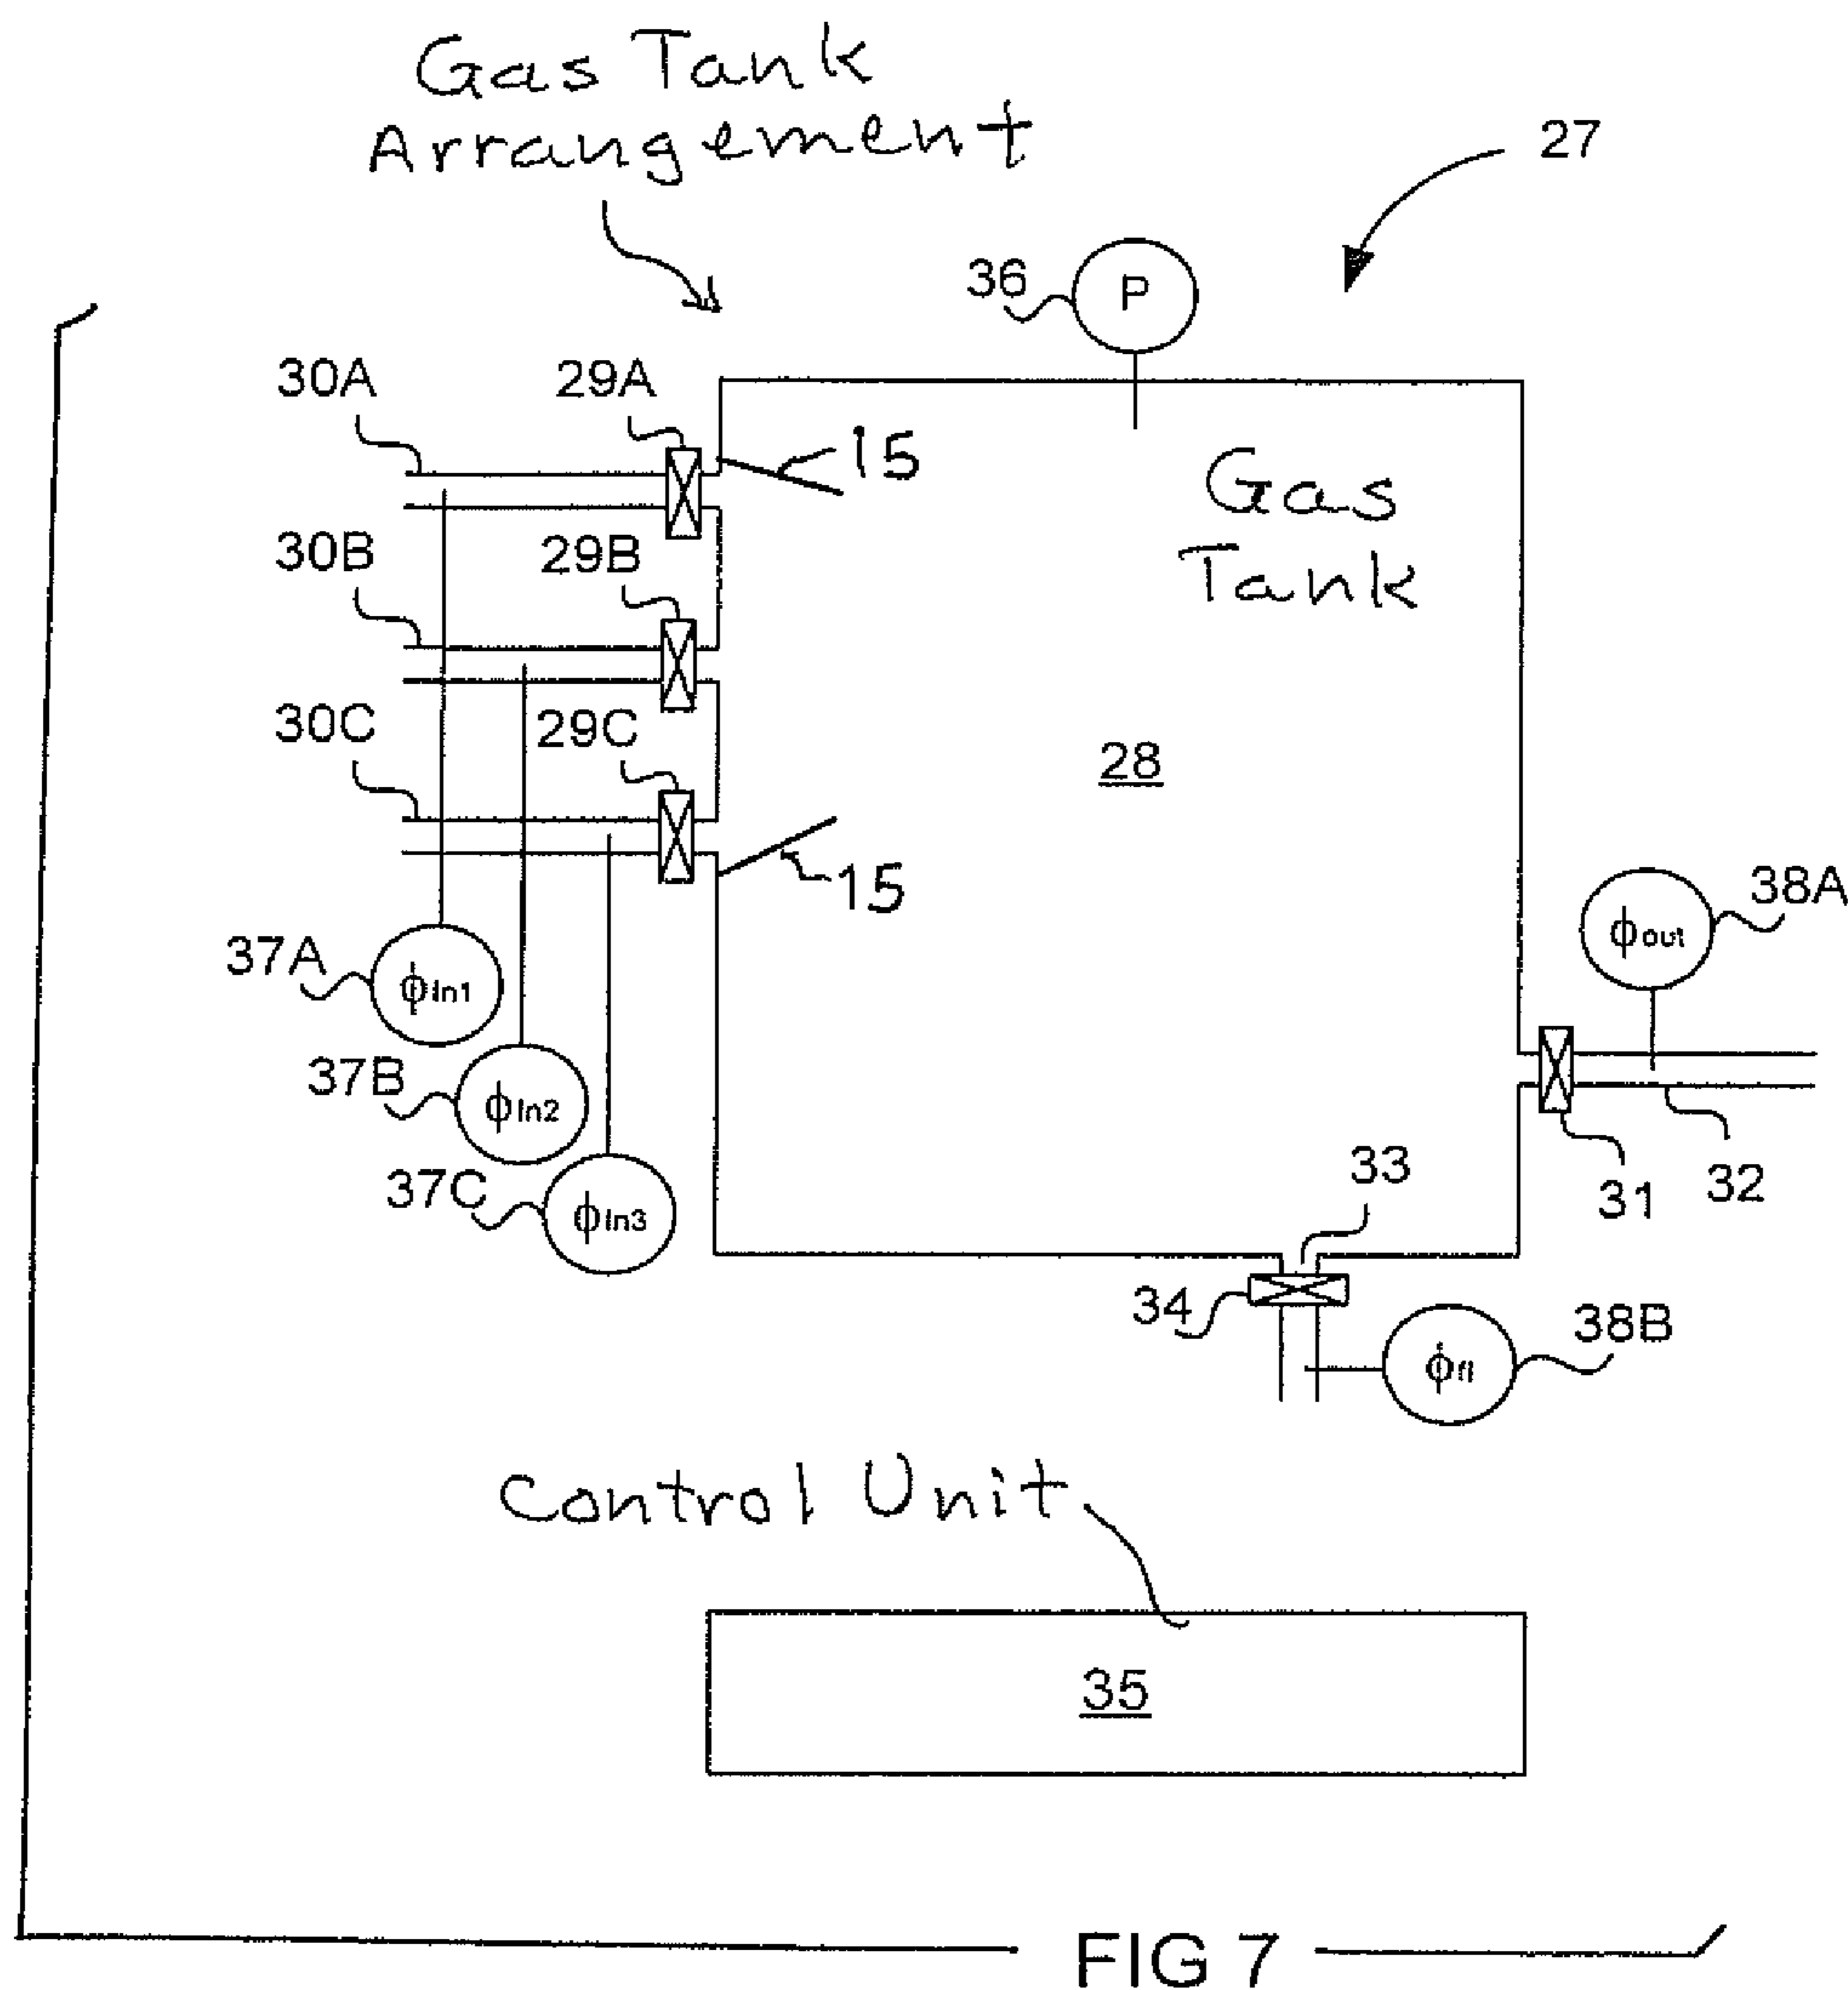 Gas Tank
Arrangement
27
36
P
30A
29A
15
Gas
Tank
30B
29B
30C
29C
28
15
38A
ϕout
37A
ϕIn1
37B
ϕIn2
37C
ϕIn3
33
31
32
34
38B
ϕfl
Control Unit
35
FIG 7